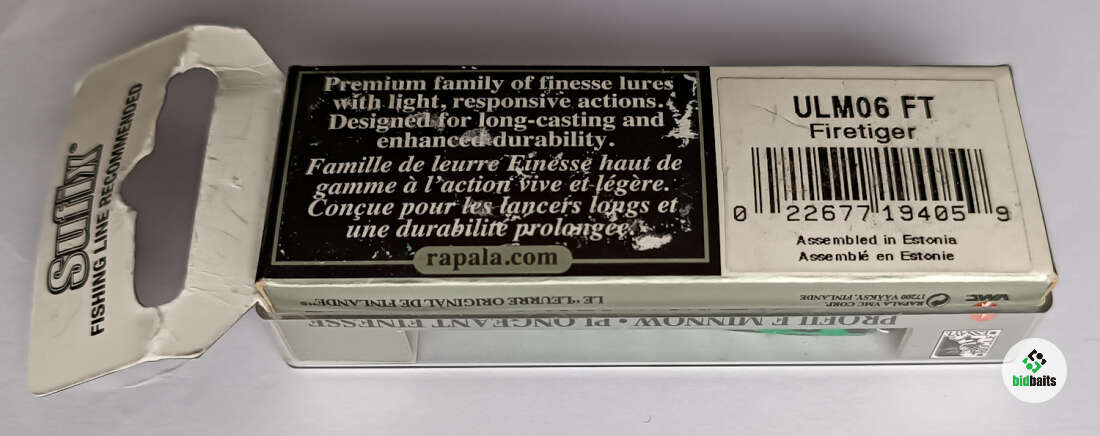 Sufix
FISHING LINE RECOMMENDED
Premium family of finesse lures
with light, responsive actions.
Designed for long-casting and
enhanced durability.
Famille de leurre Finesse haut de
gamme à l'action vive et légère.
Conçue pour les lancers longs et
une durabilité prolongée.
rapala.com
ULM06 FT
Firetiger
0 22677 19405 9
Assembled in Estonia
Assemblé en Estonie
LE "LEURRE ORIGINAL DE FINLANDE"
RAPALA VMC CORP.
17200 VÄÄKSY, FINLANDE
VMC
PROFILE MINNOW • PLONGEANT FINESSE
bidbaits